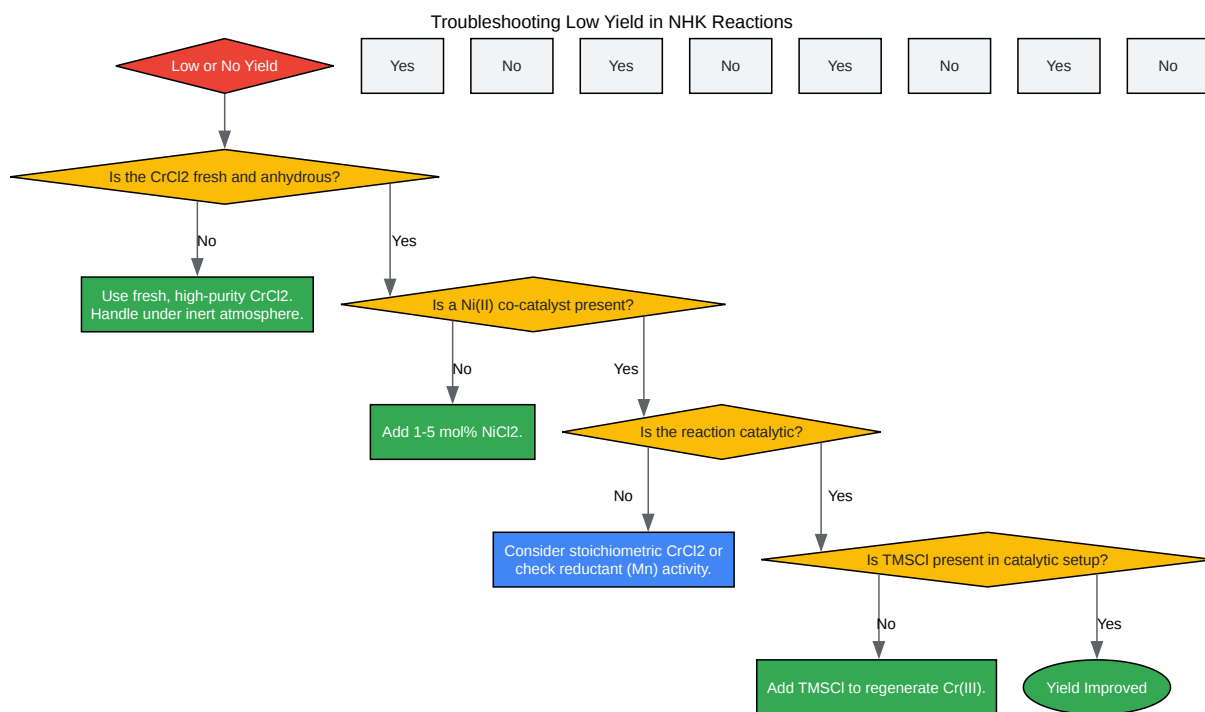 Troubleshooting Low Yield in NHK Reactions
Low or No Yield
Yes
No
Yes
No
Yes
No
Yes
No
Is the CrCl2 fresh and anhydrous?
No
Yes
Use fresh, high-purity CrCl2.
Handle under inert atmosphere.
Is a Ni(II) co-catalyst present?
No
Yes
Add 1-5 mol% NiCl2.
Is the reaction catalytic?
No
Yes
Consider stoichiometric CrCl2 or
check reductant (Mn) activity.
Is TMSCl present in catalytic setup?
No
Yes
Add TMSCl to regenerate Cr(III).
Yield Improved